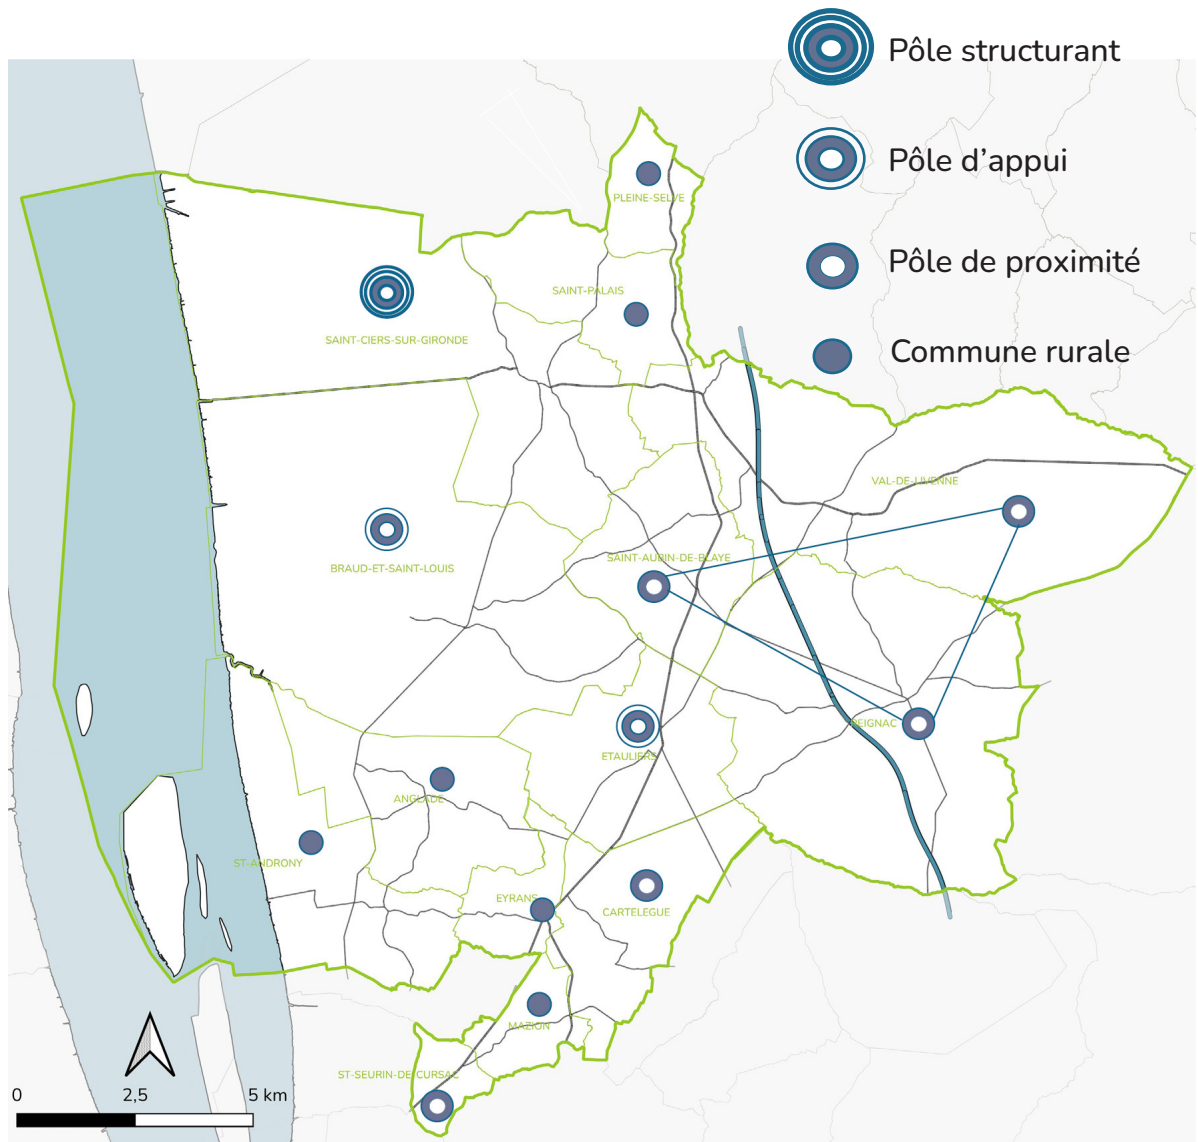 Pôle structurant
Pôle d’appui
PLEINE-SELVE
Pôle de proximité
SAINT-PALAIS
SAINT-CIERS-SUR-GIRONDE
Commune rurale
VAL-DE-LIVENNE
SAINT-AUBIN-DE-BLAYE
BRAUD-ET-SAINT-LOUIS
REIGNAC
ETAULIERS
ANGLADE
ST-ANDRONY
EYRANS
CARTELEGUE
MAZION
ST-SEURIN-DE-CURSAC
0 2,5 5 km